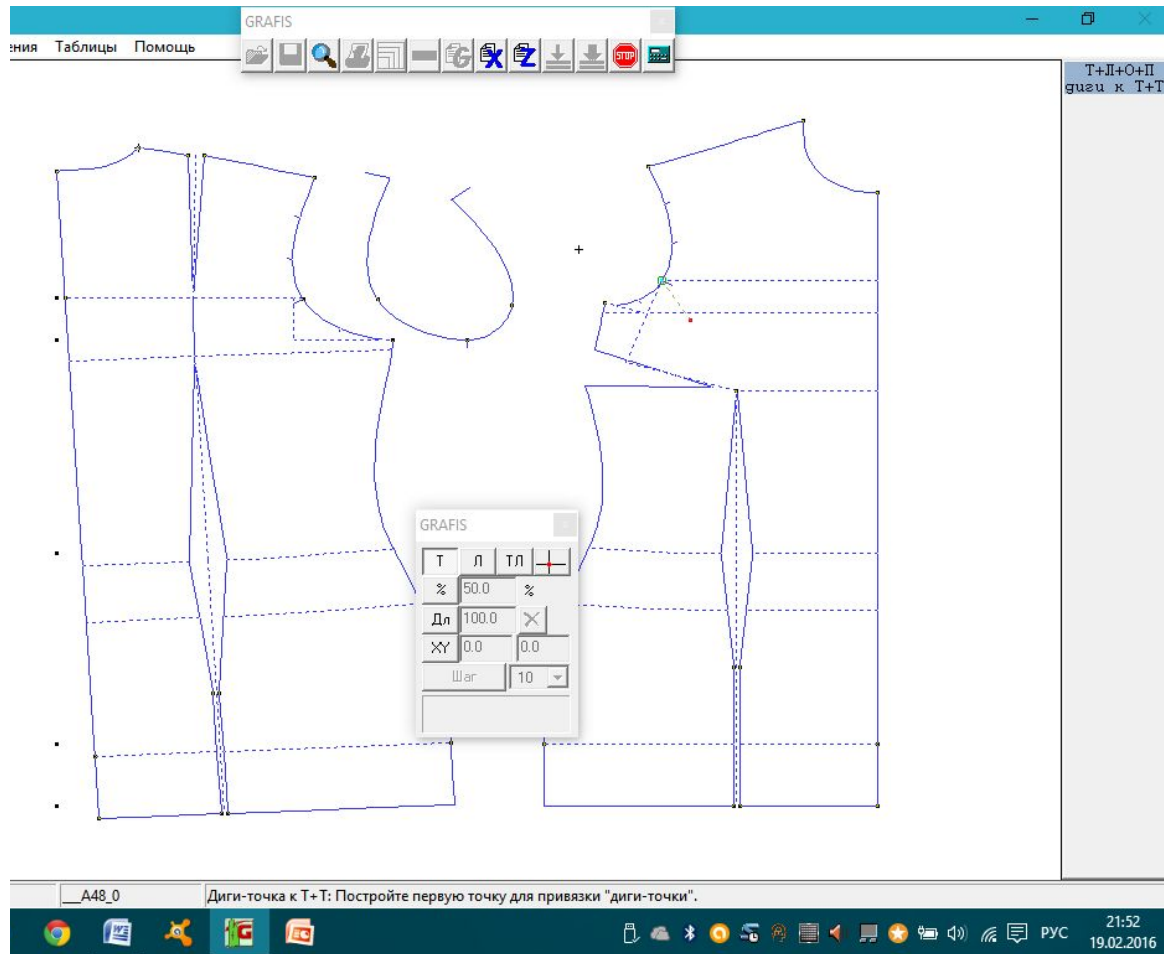 GRAFIS
ения Таблицы Помощь
STOP
Т+Л+О+П
диги к Т+Т
GRAFIS
Т Л ТЛ
% 50.0 %
Дл 100.0
XY 0.0 0.0
Шаг 10
__A48_0 Диги-точка к Т+Т: Постройте первую точку для привязки "диги-точки".
РУС 21:52
19.02.2016